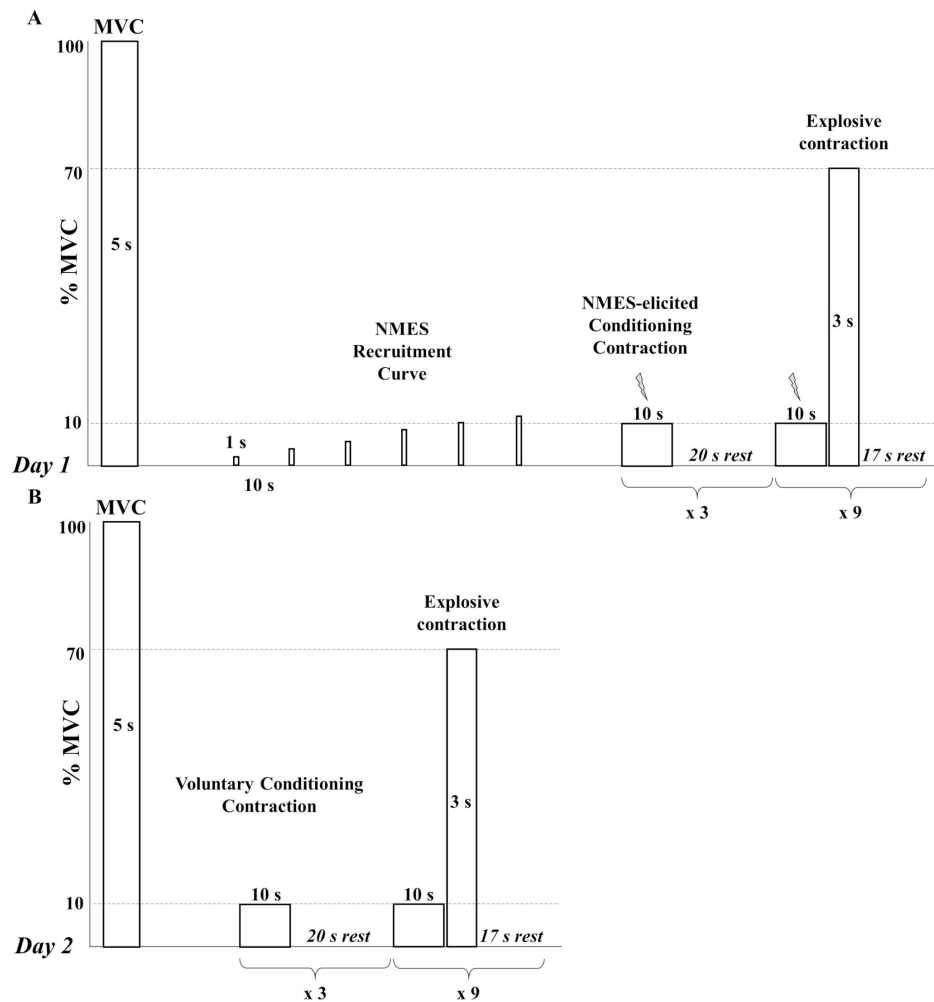 A
MVC
100
Explosive
contraction
70
5 s
% MVC
3 s
NMES
Recruitment
Curve
NMES-elicited
Conditioning
Contraction
10
1 s
10 s
10 s
20 s rest
17 s rest
Day 1
10 s
x 3
x 9
B
MVC
100
Explosive
contraction
70
5 s
% MVC
Voluntary Conditioning
Contraction
3 s
10
10 s
10 s
20 s rest
17 s rest
Day 2
x 3
x 9